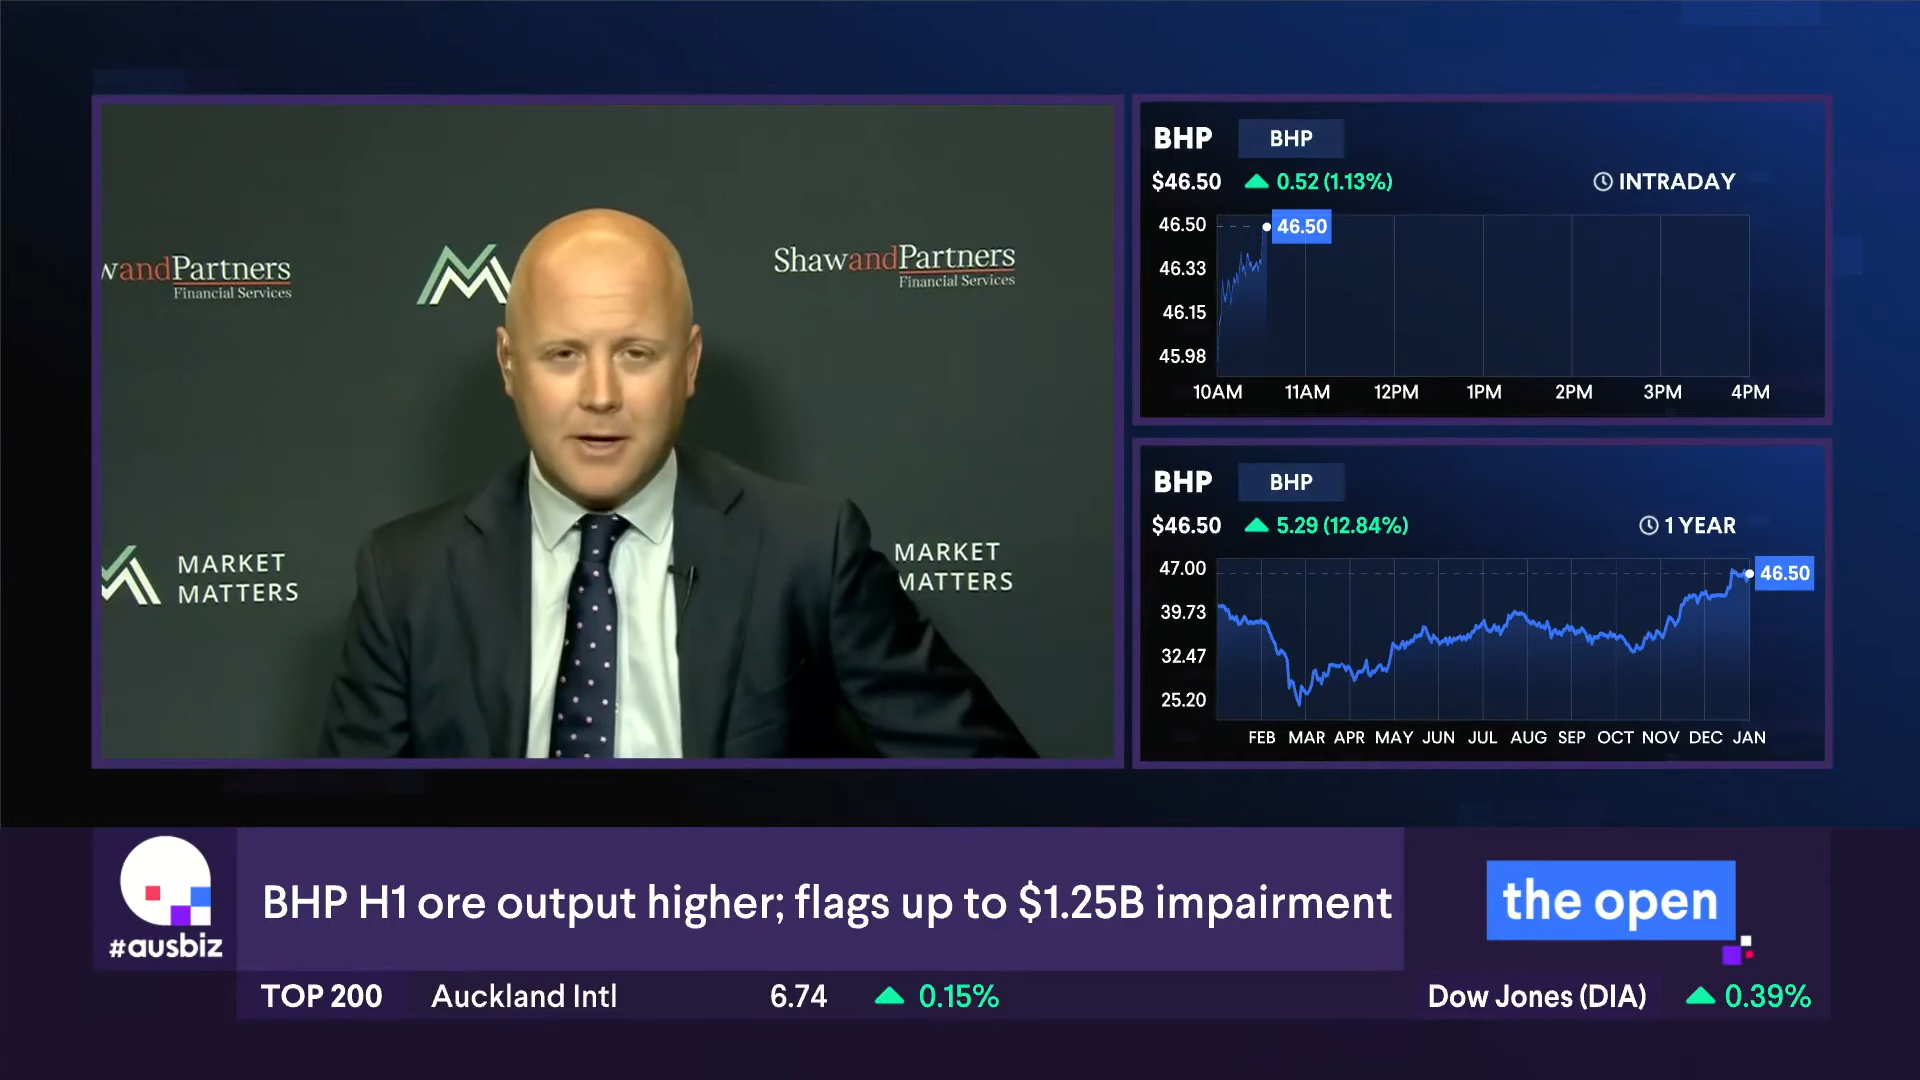 wandPartners
Financial Services
ShawandPartners
Financial Services
MARKET
MATTERS
MARKET
MATTERS
BHP BHP
$46.50 0.52 (1.13%) INTRADAY
46.50
46.50
46.33
46.15
45.98
10AM 11AM 12PM 1PM 2PM 3PM 4PM
BHP BHP
$46.50 5.29 (12.84%) 1 YEAR
47.00
46.50
39.73
32.47
25.20
FEB MAR APR MAY JUN JUL AUG SEP OCT NOV DEC JAN
#ausbiz
BHP H1 ore output higher; flags up to $1.25B impairment
the open
TOP 200 Auckland Intl 6.74 0.15% Dow Jones (DIA) 0.39%